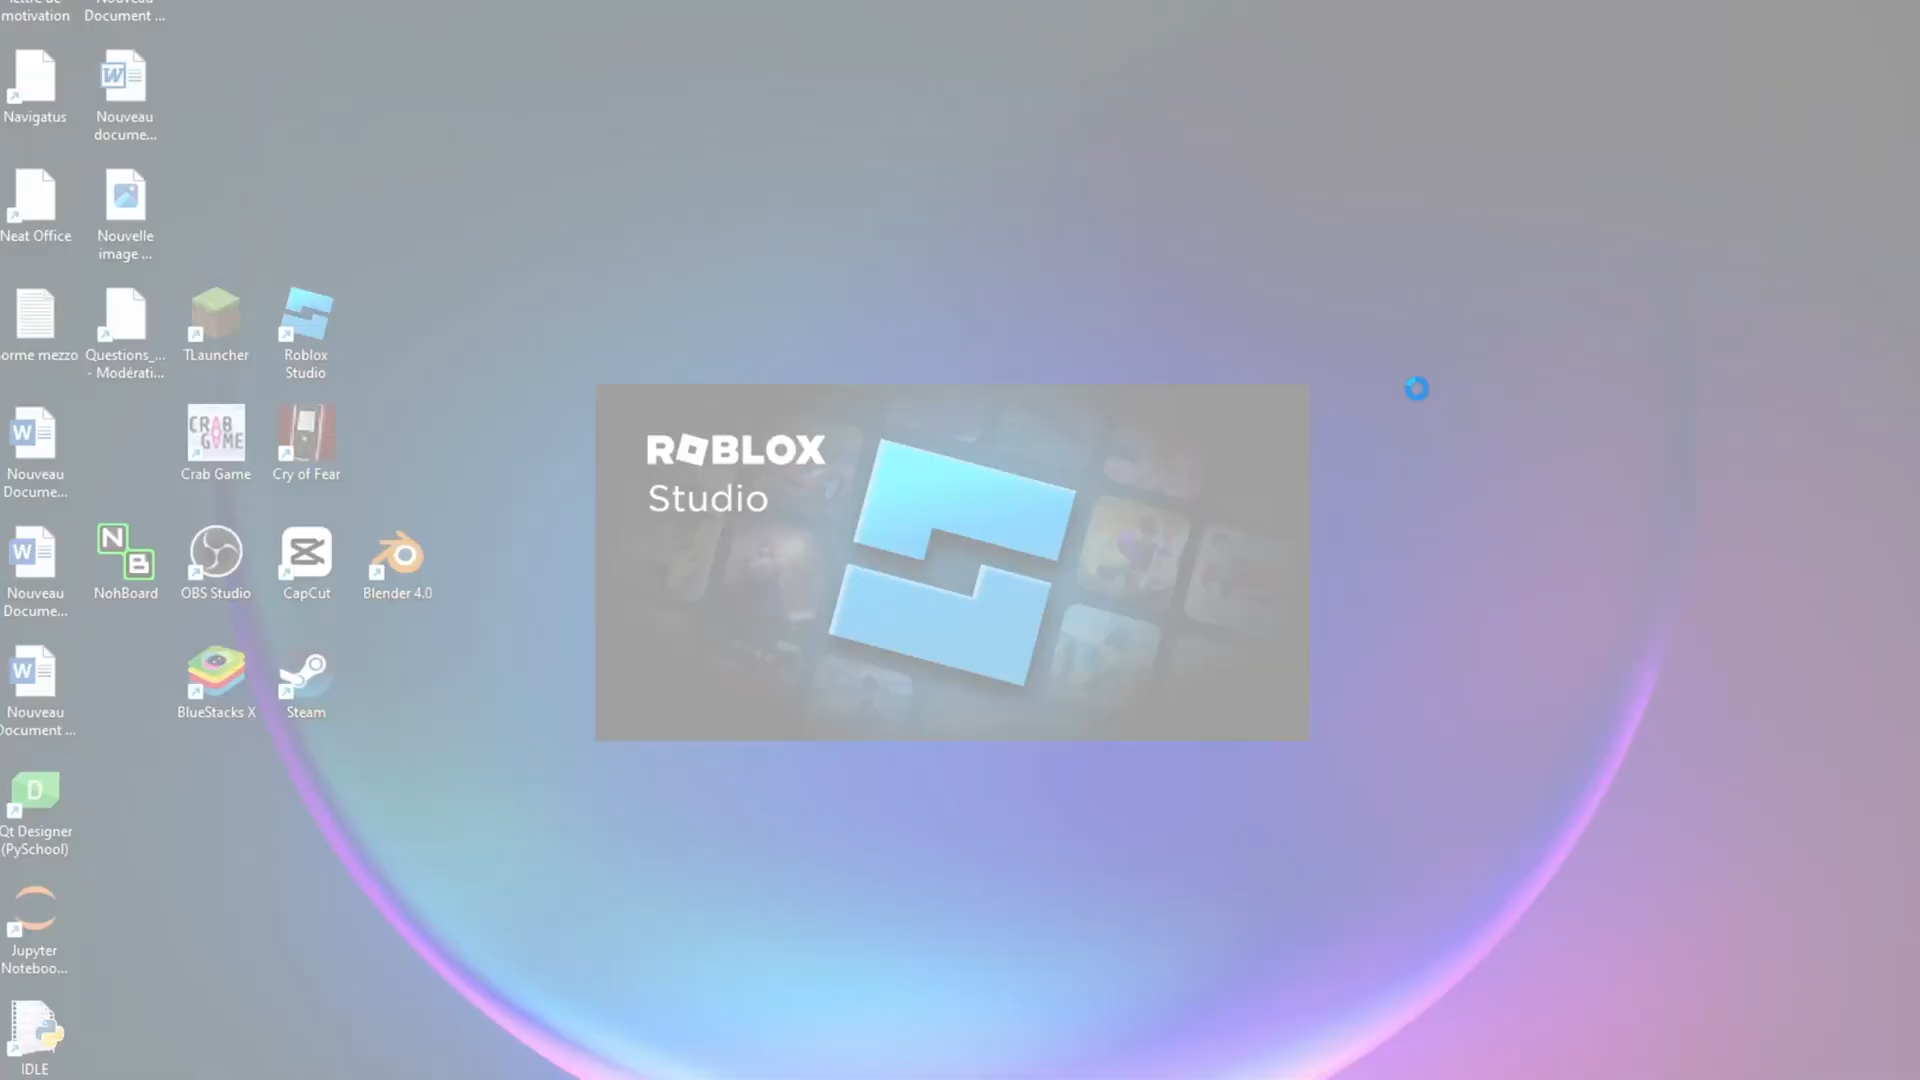 motivation
Document ...
Navigatus
Nouveau
docume...
Neat Office
Nouvelle
image ...
orme mezzo
Questions_...
- Modérati...
TLauncher
Roblox
Studio
Nouveau
Docume...
CRAB
GAME
Crab Game
Cry of Fear
Nouveau
Docume...
NohBoard
OBS Studio
CapCut
Blender 4.0
Nouveau
Document ...
BlueStacks X
Steam
Qt Designer
(PySchool)
Jupyter
Noteboo...
IDLE
ROBLOX
Studio